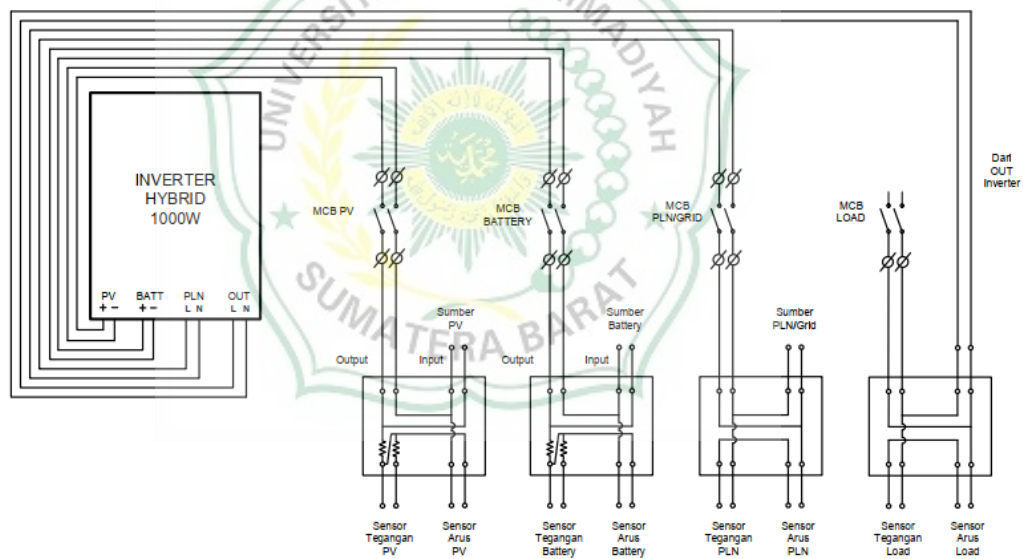 UNIVERSIT
MMADIYAH
SUMATERA BARAT
INVERTER
HYBRID
1000W
PV
BATT
PLN
OUT
+ -
+ -
L N
L N
MCB PV
MCB
BATTERY
MCB
PLN/GRID
MCB
LOAD
Dari
OUT
Inverter
Sumber
PV
Sumber
Battery
Sumber
PLN/Grid
Output
Input
Output
Input
Sensor
Tegangan
PV
Sensor
Arus
PV
Sensor
Tegangan
Battery
Sensor
Arus
Battery
Sensor
Tegangan
PLN
Sensor
Arus
PLN
Sensor
Tegangan
Load
Sensor
Arus
Load